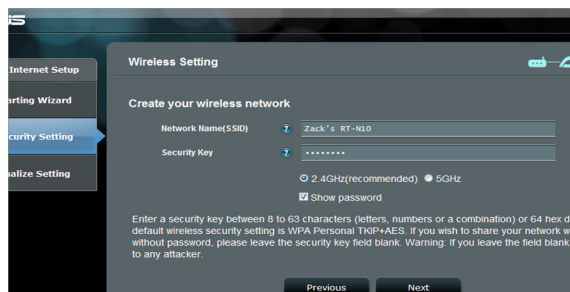 Internet Setup
Wireless Setting
arting Wizard
Create your wireless network
Network Name(SSID) ? Zack's RT-N10
curity Setting
Security Key ? ••••••••
nalize Setting
2.4GHz(recommended) 5GHz
Show password
Enter a security key between 8 to 63 characters (letters, numbers or a combination) or 64 hex d
default wireless security setting is WPA Personal TKIP+AES. If you wish to share your network w
without password, please leave the security key field blank. Warning: If you leave the field blank
to any attacker.
Previous Next